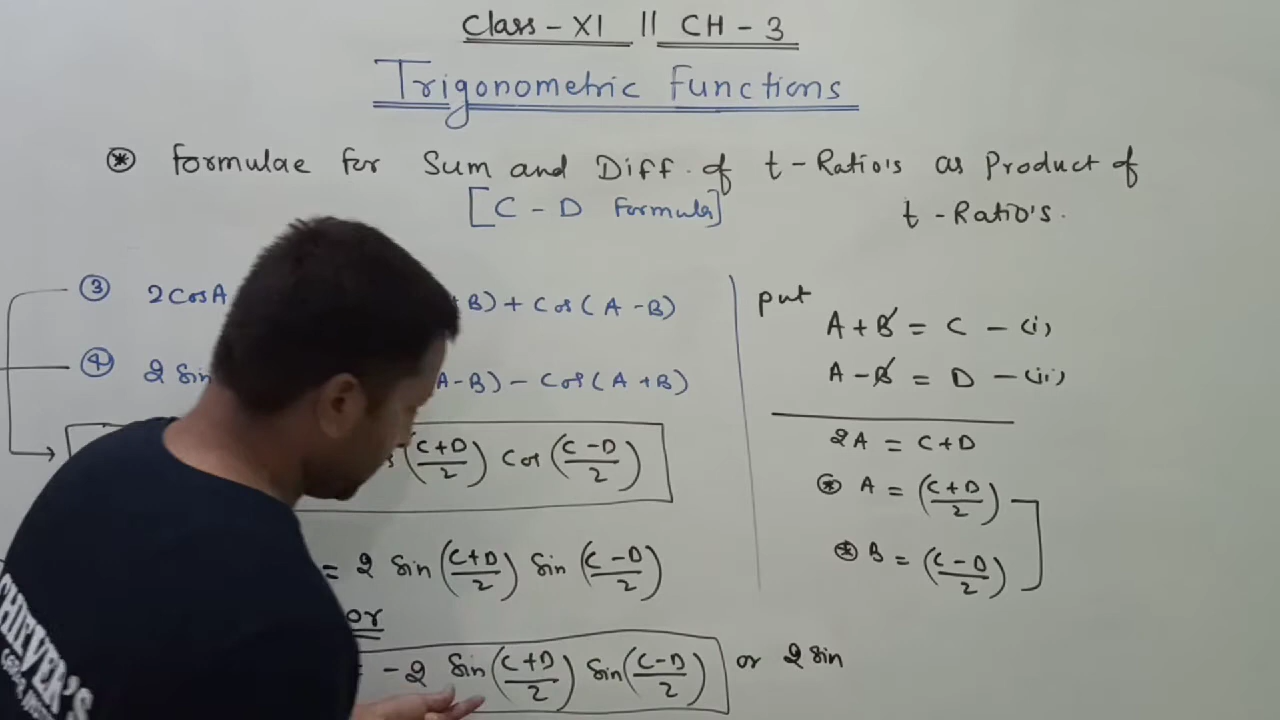 Class - XI || CH - 3
Trigonometric Functions
* Formulae for Sum and Diff. of t-Ratio's as Product of
t-Ratio's.
[C - D Formula]
③ 2 Cos A B) + Cos (A - B)
④ 2 Sin A - B) - Cos (A + B)
(C+D/2) Cos (C-D/2)
= 2 Sin (C+D/2) Sin (C-D/2)
or
= -2 Sin (C+D/2) Sin (C-D/2) or 2 Sin
put
A + B = C - (i)
A - B = D - (ii)
2A = C + D
* A = (C+D/2)
* B = (C-D/2)